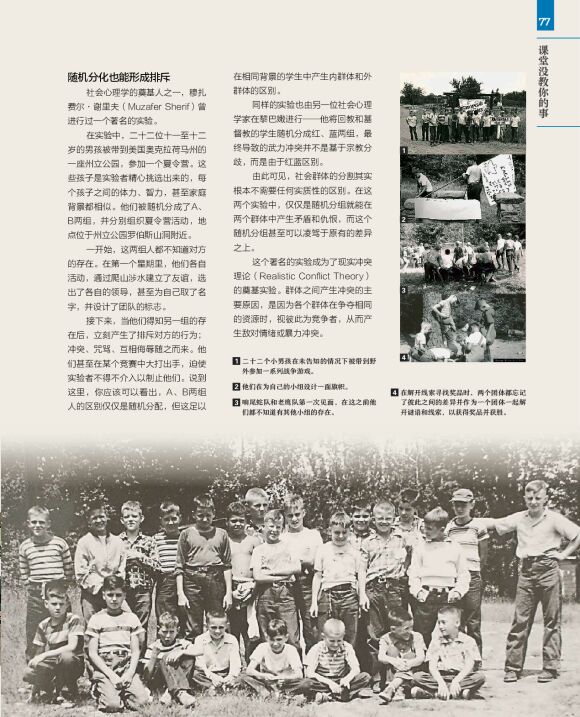 77
课堂没教你的事
随机分化也能形成排斥
社会心理学的奠基人之一，穆扎
费尔·谢里夫（Muzafer Sherif）曾
进行过一个著名的实验。
在实验中，二十二位十一至十二
岁的男孩被带到美国奥克拉荷马州的
一座州立公园，参加一个夏令营。这
些孩子是实验者精心挑选出来的，每
个孩子之间的体力、智力，甚至家庭
背景都相似。他们被随机分成了A、
B两组，并分别组织夏令营活动，地
点位于州立公园罗伯斯山洞附近。
一开始，这两组人都不知道对方
的存在。在第一个星期里，他们各自
活动，通过爬山涉水建立了友谊，选
出了各自的领导，甚至为自己取了名
字，并设计了团队的标志。
接下来，当他们得知另一组的存
在后，立刻产生了排斥对方的行为；
冲突、咒骂、互相侮辱随之而来。他
们甚至在某个竞赛中大打出手，迫使
实验者不得不介入以制止他们。说到
这里，你应该可以看出，A、B两组
人的区别仅仅是随机分配，但这足以
在相同背景的学生中产生内群体和外
群体的区别。
同样的实验也由另一位社会心理
学家在黎巴嫩进行——他将回教和基
督教的学生随机分成红、蓝两组，最
终导致的武力冲突并不是基于宗教分
歧，而是由于红蓝区别。
由此可见，社会群体的分割其实
根本不需要任何实质性的区别。在这
两个实验中，仅仅是随机分组就能在
两个群体中产生矛盾和仇恨，而这个
随机分组甚至可以凌驾于原有的差异
之上。
这个著名的实验成为了现实冲突
理论（Realistic Conflict Theory）
的奠基实验。群体之间产生冲突的主
要原因，是因为各个群体在争夺相同
的资源时，视彼此为竞争者，从而产
生敌对情绪或暴力冲突。
1 二十二个小男孩在未告知的情况下被带到野
外参加一系列战争游戏。
2 他们在为自己的小组设计一面旗帜。
3 响尾蛇队和老鹰队第一次见面，在这之前他
们都不知道有其他小组的存在。
1
2
3
4
4 在解开线索寻找奖品时，两个团体都忘记
了彼此之间的差异并作为一个团体一起解
开谜语和线索，以获得奖品并获胜。